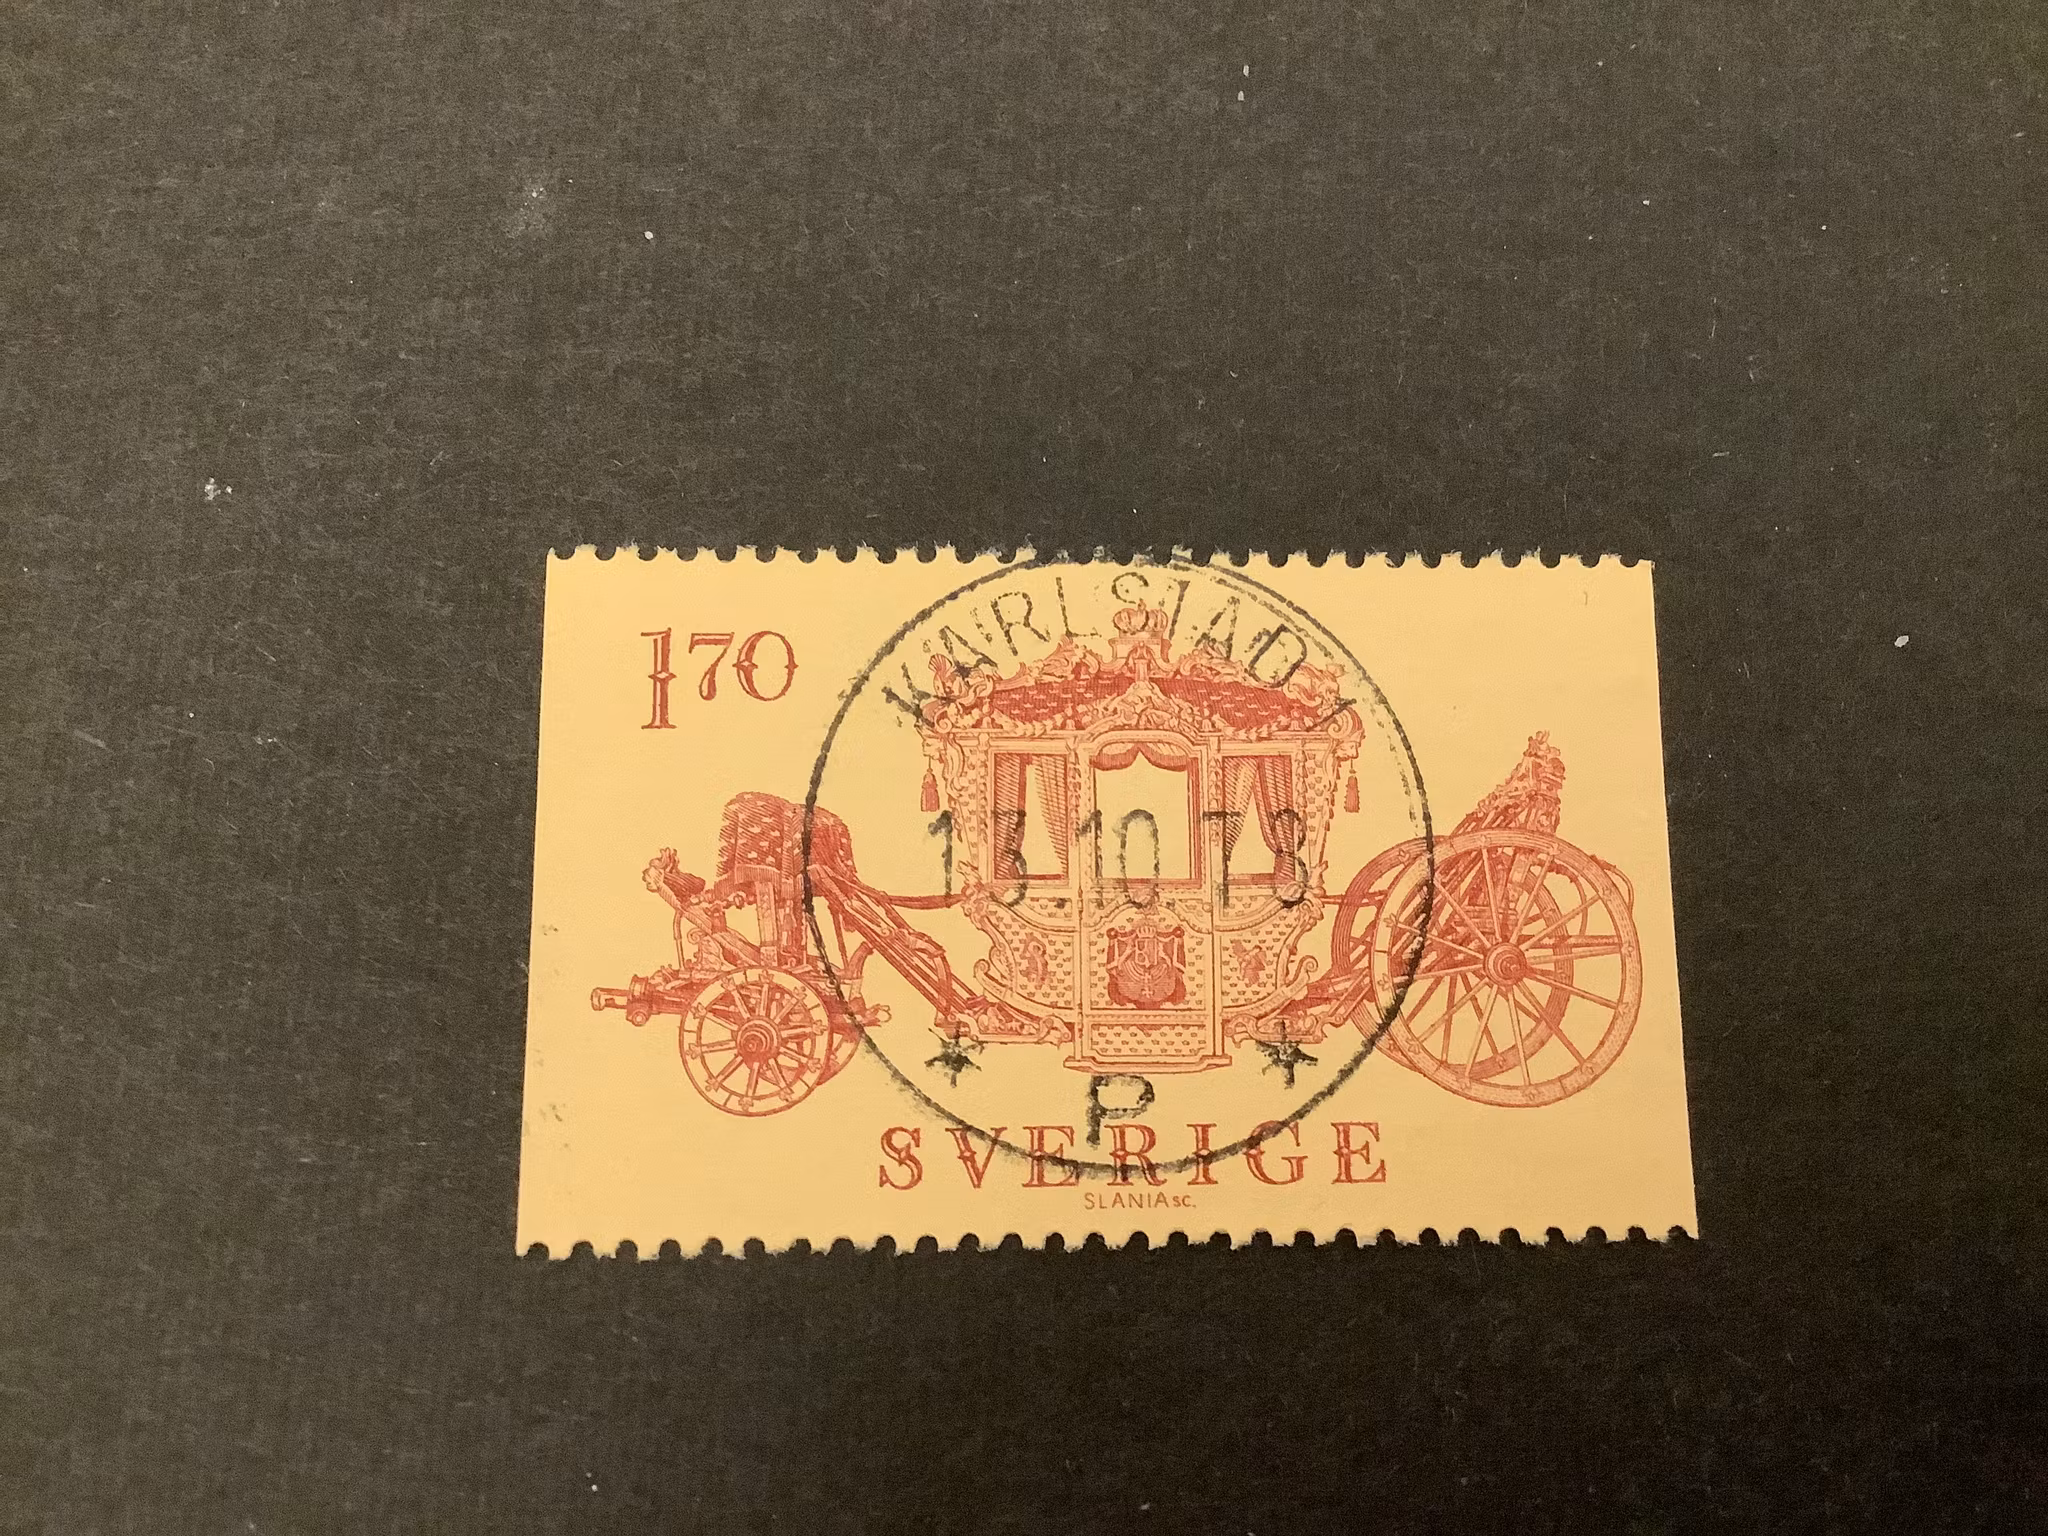 KARLSTAD 1
1 70
13.10.78
P
SVERIGE
SLANIA sc.